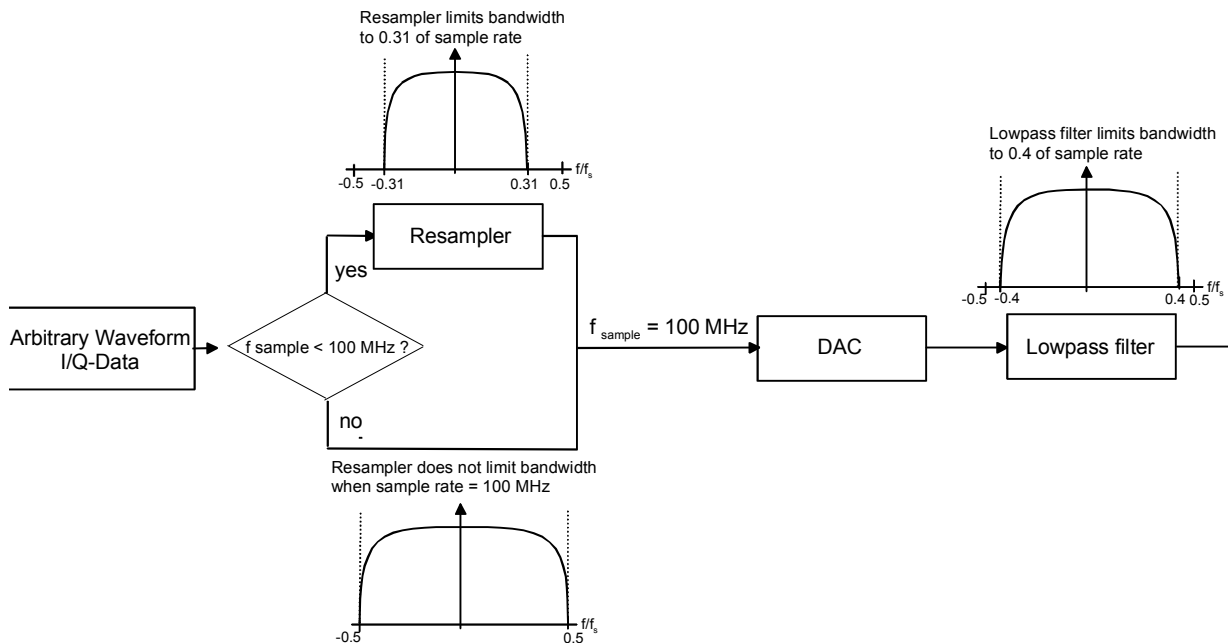 Resampler limits bandwidth
to 0.31 of sample rate
-0.5
-0.31
0.31
0.5
f/fs
Resampler
yes
Arbitrary Waveform
I/Q-Data
f sample < 100 MHz ?
no
f sample = 100 MHz
DAC
Lowpass filter limits bandwidth
to 0.4 of sample rate
-0.5
-0.4
0.4
0.5
f/fs
Lowpass filter
Resampler does not limit bandwidth
when sample rate = 100 MHz
-0.5
0.5
f/fs